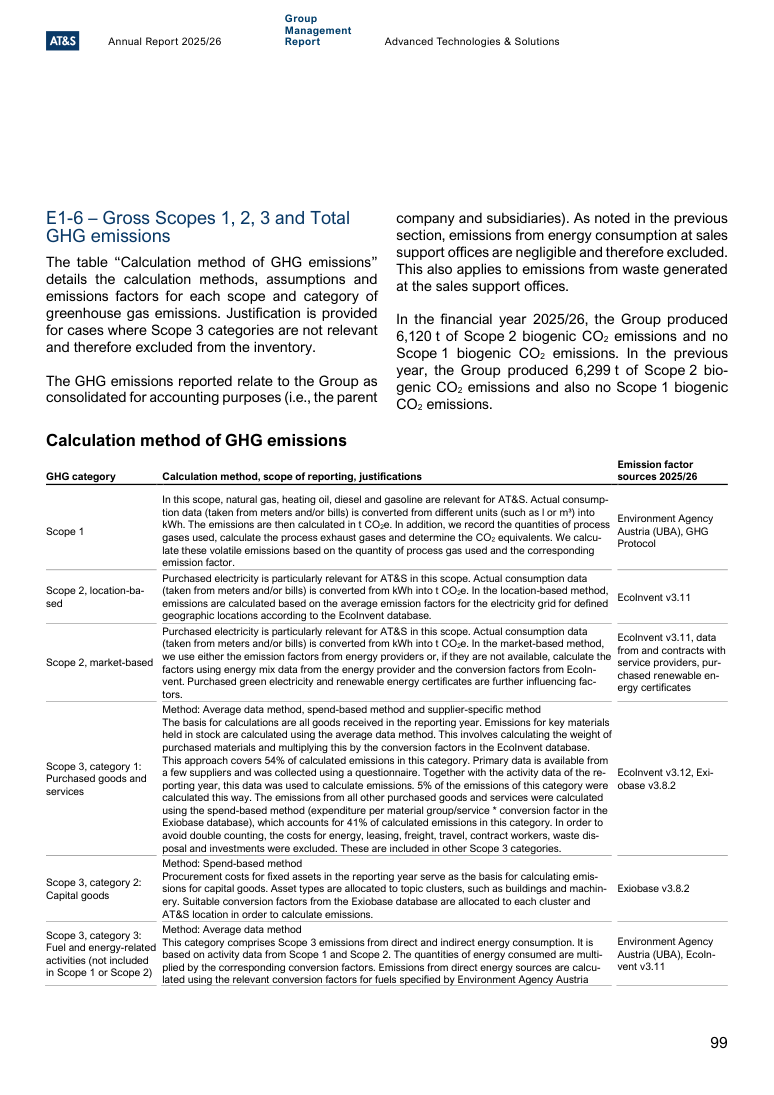 Group
Management
Report
AT&S
Annual Report 2025/26
Advanced Technologies & Solutions
E1-6 – Gross Scopes 1, 2, 3 and Total
GHG emissions
The table “Calculation method of GHG emissions”
details the calculation methods, assumptions and
emissions factors for each scope and category of
greenhouse gas emissions. Justification is provided
for cases where Scope 3 categories are not relevant
and therefore excluded from the inventory.
The GHG emissions reported relate to the Group as
consolidated for accounting purposes (i.e., the parent
company and subsidiaries). As noted in the previous
section, emissions from energy consumption at sales
support offices are negligible and therefore excluded.
This also applies to emissions from waste generated
at the sales support offices.
In the financial year 2025/26, the Group produced
6,120 t of Scope 2 biogenic CO₂ emissions and no
Scope 1 biogenic CO₂ emissions. In the previous
year, the Group produced 6,299 t of Scope 2 bio-
genic CO₂ emissions and also no Scope 1 biogenic
CO₂ emissions.
Calculation method of GHG emissions
GHG category
Calculation method, scope of reporting, justifications
Emission factor
sources 2025/26
Scope 1
In this scope, natural gas, heating oil, diesel and gasoline are relevant for AT&S. Actual consump-
tion data (taken from meters and/or bills) is converted from different units (such as l or m³) into
kWh. The emissions are then calculated in t CO₂e. In addition, we record the quantities of process
gases used, calculate the process exhaust gases and determine the CO₂ equivalents. We calcu-
late these volatile emissions based on the quantity of process gas used and the corresponding
emission factor.
Environment Agency
Austria (UBA), GHG
Protocol
Scope 2, location-ba-
sed
Purchased electricity is particularly relevant for AT&S in this scope. Actual consumption data
(taken from meters and/or bills) is converted from kWh into t CO₂e. In the location-based method,
emissions are calculated based on the average emission factors for the electricity grid for defined
geographic locations according to the EcoInvent database.
EcoInvent v3.11
Scope 2, market-based
Purchased electricity is particularly relevant for AT&S in this scope. Actual consumption data
(taken from meters and/or bills) is converted from kWh into t CO₂e. In the market-based method,
we use either the emission factors from energy providers or, if they are not available, calculate the
factors using energy mix data from the energy provider and the conversion factors from EcoIn-
vent. Purchased green electricity and renewable energy certificates are further influencing fac-
tors.
EcoInvent v3.11, data
from and contracts with
service providers, pur-
chased renewable en-
ergy certificates
Scope 3, category 1:
Purchased goods and
services
Method: Average data method, spend-based method and supplier-specific method
The basis for calculations are all goods received in the reporting year. Emissions for key materials
held in stock are calculated using the average data method. This involves calculating the weight of
purchased materials and multiplying this by the conversion factors in the EcoInvent database.
This approach covers 54% of calculated emissions in this category. Primary data is available from
a few suppliers and was collected using a questionnaire. Together with the activity data of the re-
porting year, this data was used to calculate emissions. 5% of the emissions of this category were
calculated this way. The emissions from all other purchased goods and services were calculated
using the spend-based method (expenditure per material group/service * conversion factor in the
Exiobase database), which accounts for 41% of calculated emissions in this category. In order to
avoid double counting, the costs for energy, leasing, freight, travel, contract workers, waste dis-
posal and investments were excluded. These are included in other Scope 3 categories.
EcoInvent v3.12, Exi-
obase v3.8.2
Scope 3, category 2:
Capital goods
Method: Spend-based method
Procurement costs for fixed assets in the reporting year serve as the basis for calculating emis-
sions for capital goods. Asset types are allocated to topic clusters, such as buildings and machin-
ery. Suitable conversion factors from the Exiobase database are allocated to each cluster and
AT&S location in order to calculate emissions.
Exiobase v3.8.2
Scope 3, category 3:
Fuel and energy-related
activities (not included
in Scope 1 or Scope 2)
Method: Average data method
This category comprises Scope 3 emissions from direct and indirect energy consumption. It is
based on activity data from Scope 1 and Scope 2. The quantities of energy consumed are multi-
plied by the corresponding conversion factors. Emissions from direct energy sources are calcu-
lated using the relevant conversion factors for fuels specified by Environment Agency Austria
Environment Agency
Austria (UBA), EcoIn-
vent v3.11
99